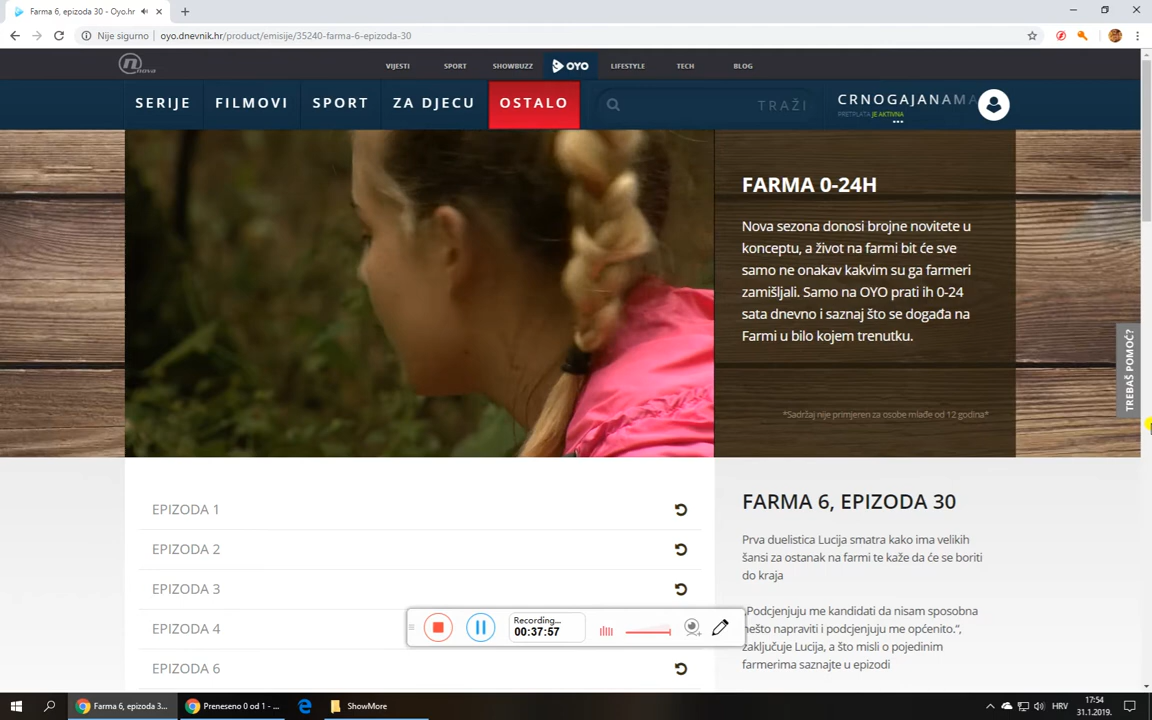 Farma 6, epizoda 30 - Oyo.hr
Nije sigurno
oyo.dnevnik.hr/product/emisije/35240-farma-6-epizoda-30
nova
VIJESTI
SPORT
SHOWBUZZ
OYO
LIFESTYLE
TECH
BLOG
SERIJE
FILMOVI
SPORT
ZA DJECU
OSTALO
TRAŽI
CRNOGAJANAMA
PRETPLATA JE AKTIVNA
FARMA 0-24H
Nova sezona donosi brojne novitete u
konceptu, a život na farmi bit će sve
samo ne onakav kakvim su ga farmeri
zamišljali. Samo na OYO prati ih 0-24
sata dnevno i saznaj što se događa na
Farmi u bilo kojem trenutku.
*Sadržaj nije primjeren za osobe mlađe od 12 godina*
TREBAŠ POMOĆ?
EPIZODA 1
EPIZODA 2
EPIZODA 3
EPIZODA 4
EPIZODA 6
FARMA 6, EPIZODA 30
Prva duelistica Lucija smatra kako ima velikih
šansi za ostanak na farmi te kaže da će se boriti
do kraja
„Podcjenjuju me kandidati da nisam sposobna
nešto napraviti i podcjenjuju me općenito.“,
zaključuje Lucija, a što misli o pojedinim
farmerima saznajte u epizodi
Recording...
00:37:57
Farma 6, epizoda 3...
Preneseno 0 od 1 - ...
ShowMore
HRV
17:54
31.1.2019.